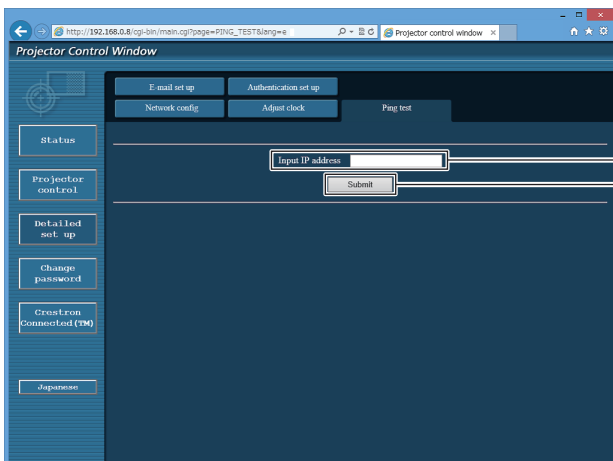 http://192.168.0.8/cgi-bin/main.cgi?page=PING_TEST&lang=e
Projector control window
Projector Control Window
E-mail set up
Authentication set up
Network config
Adjust clock
Ping test
Status
Input IP address
Submit
Projector
control
Detailed
set up
Change
password
Crestron
Connected(TM)
Japanese